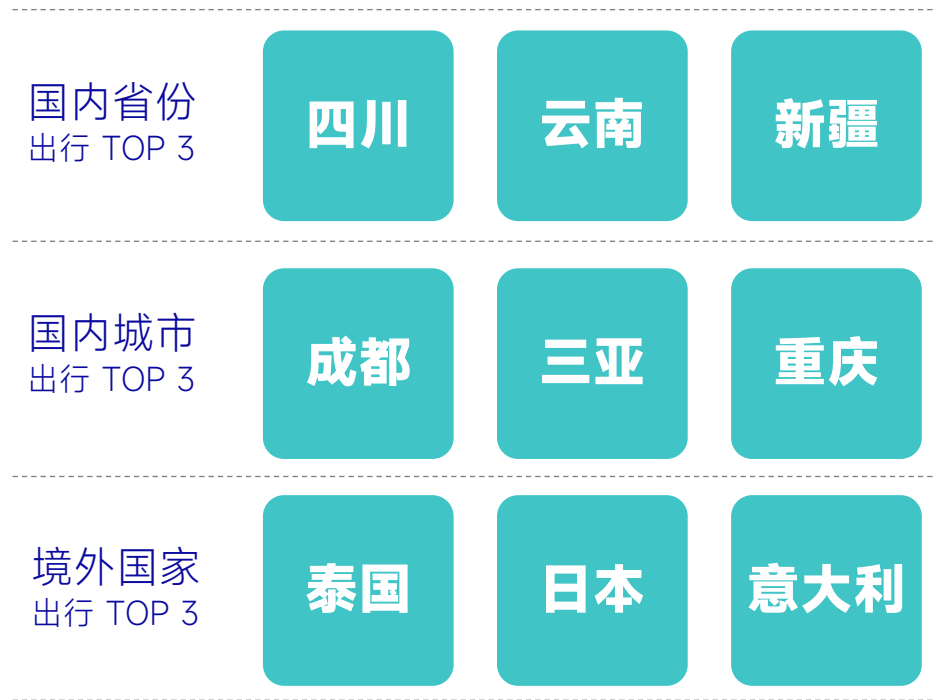 国内省份
出行 TOP 3
四川
云南
新疆
国内城市
出行 TOP 3
成都
三亚
重庆
境外国家
出行 TOP 3
泰国
日本
意大利